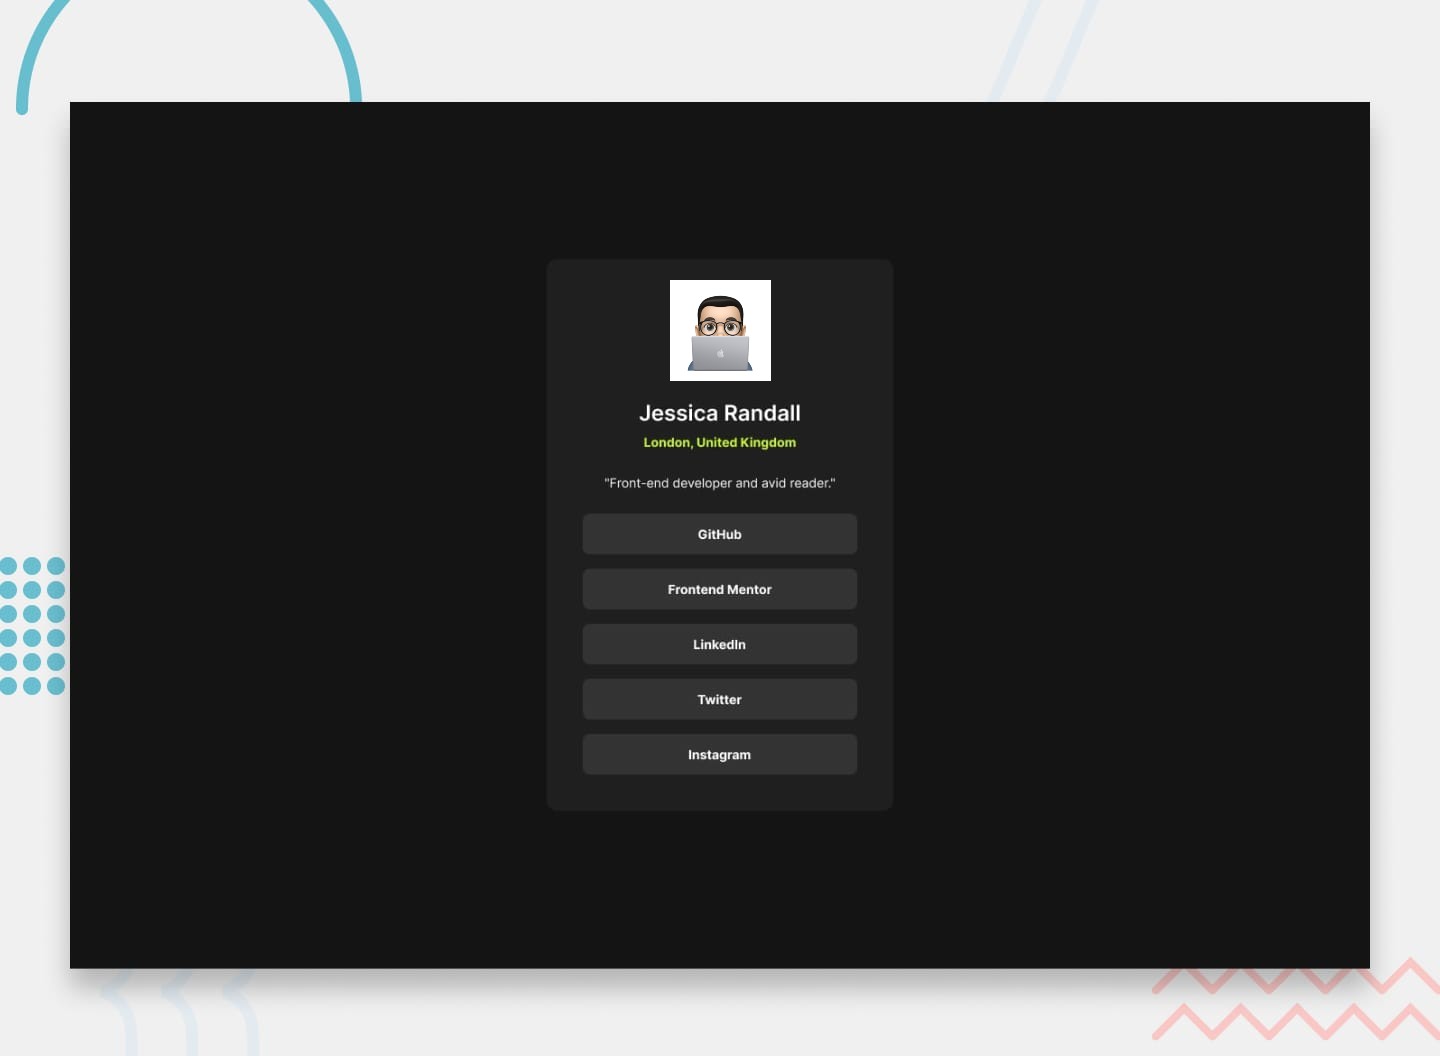 Jessica Randall
London, United Kingdom
"Front-end developer and avid reader."
GitHub
Frontend Mentor
LinkedIn
Twitter
Instagram